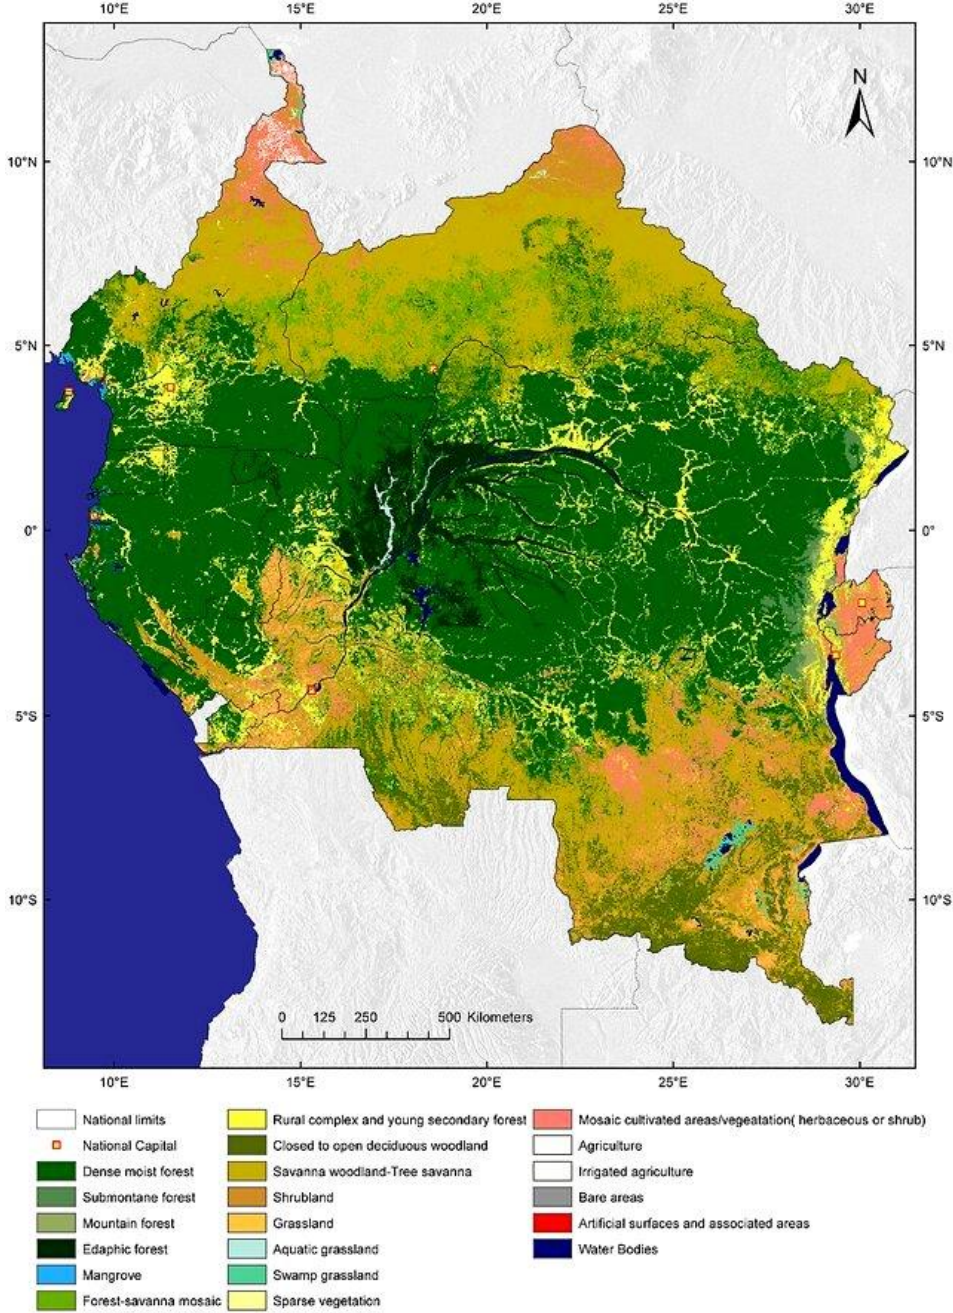 10°E 15°E 20°E 25°E 30°E
N
10°N 10°N
5°N 5°N
0° 0°
5°S 5°S
10°S 10°S
0 125 250 500 Kilometers
10°E 15°E 20°E 25°E 30°E
National limits
National Capital
Dense moist forest
Submontane forest
Mountain forest
Edaphic forest
Mangrove
Forest-savanna mosaic
Rural complex and young secondary forest
Closed to open deciduous woodland
Savanna woodland-Tree savanna
Shrubland
Grassland
Aquatic grassland
Swamp grassland
Sparse vegetation
Mosaic cultivated areas/vegeatation( herbaceous or shrub)
Agriculture
Irrigated agriculture
Bare areas
Artificial surfaces and associated areas
Water Bodies